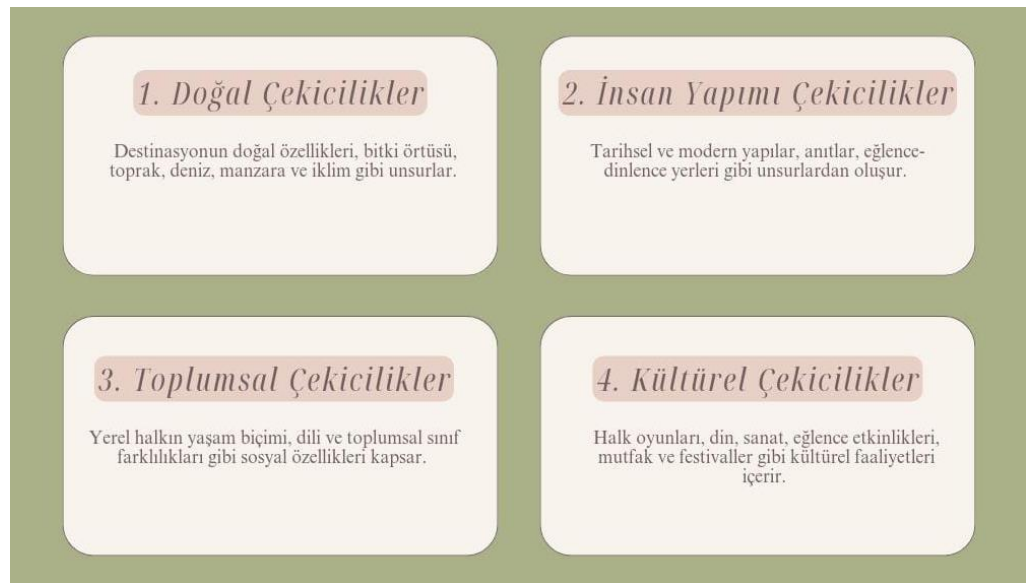 1. Doğal Çekicilikler
Destinasyonun doğal özellikleri, bitki örtüsü,
toprak, deniz, manzara ve iklim gibi unsurlar.
2. İnsan Yapımı Çekicilikler
Tarihsel ve modern yapılar, anıtlar, eğlence-
dinlence yerleri gibi unsurlardan oluşur.
3. Toplumsal Çekicilikler
Yerel halkın yaşam biçimi, dili ve toplumsal sınıf
farklılıkları gibi sosyal özellikleri kapsar.
4. Kültürel Çekicilikler
Halk oyunları, din, sanat, eğlence etkinlikleri,
mutfak ve festivaller gibi kültürel faaliyetleri
içerir.